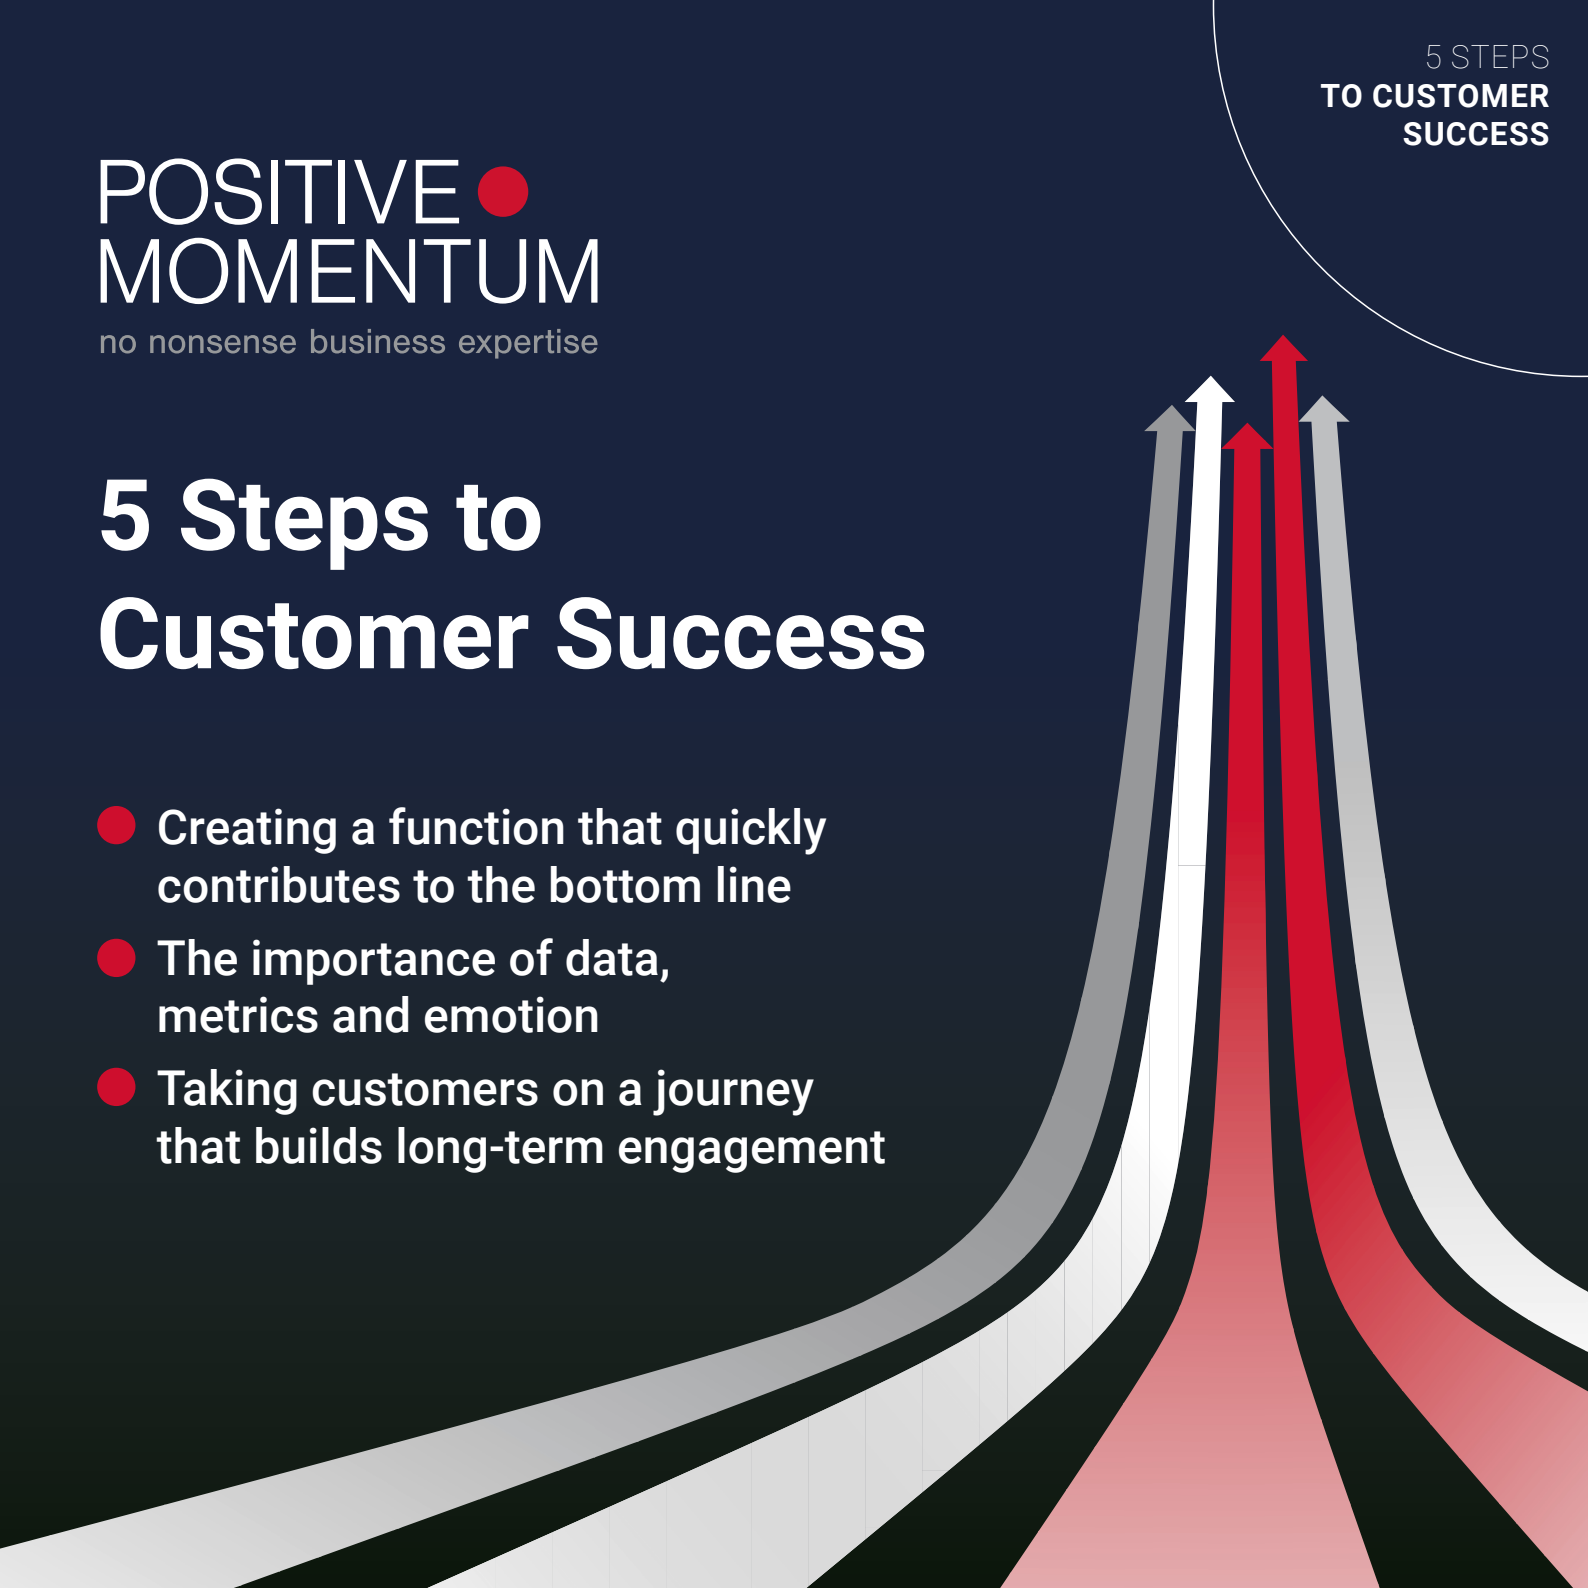 5 STEPS
TO CUSTOMER
SUCCESS
POSITIVE
MOMENTUM
no nonsense business expertise
5 Steps to
Customer Success
Creating a function that quickly
contributes to the bottom line
The importance of data,
metrics and emotion
Taking customers on a journey
that builds long-term engagement